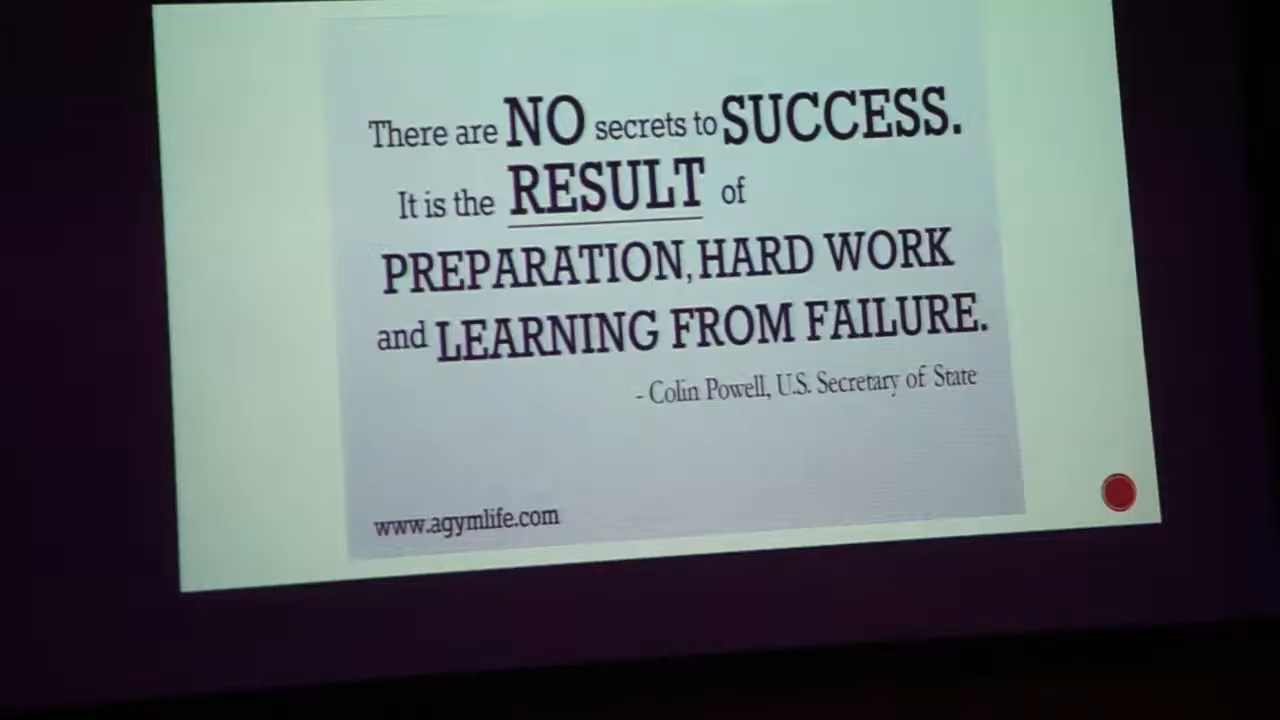 There are NO secrets to SUCCESS.
It is the RESULT of
PREPARATION, HARD WORK
and LEARNING FROM FAILURE.
- Colin Powell, U.S. Secretary of State
www.agymlife.com